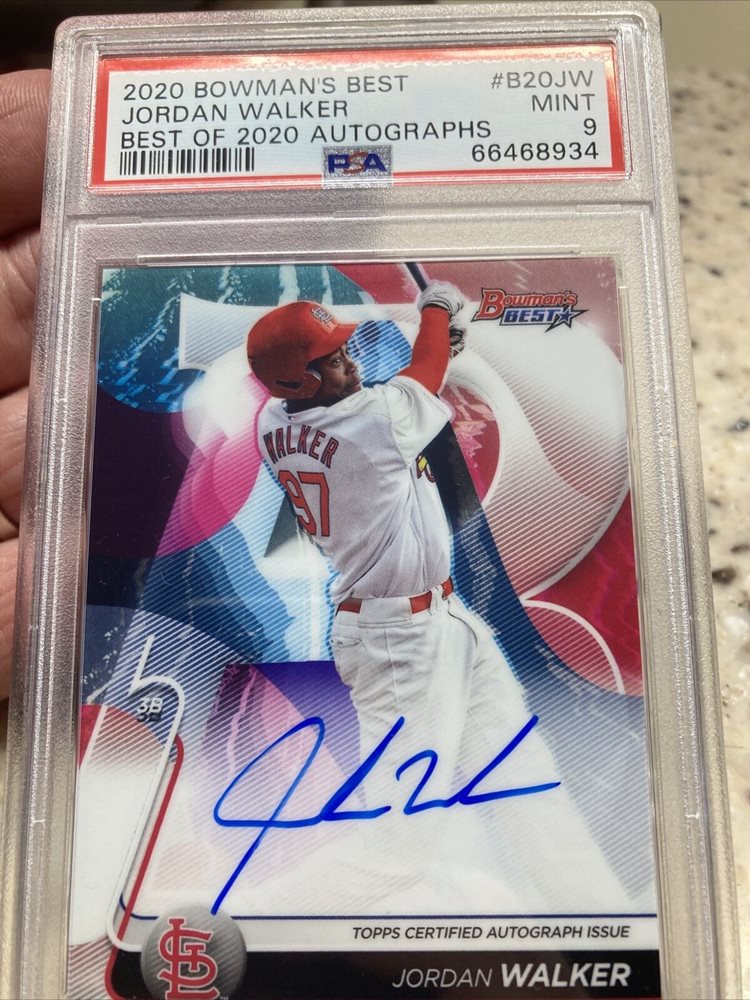 2020 BOWMAN'S BEST #B20JW
JORDAN WALKER MINT
BEST OF 2020 AUTOGRAPHS 9
PSA 66468934
Bowman's
BEST
WALKER
97
3B
TOPPS CERTIFIED AUTOGRAPH ISSUE
STL
JORDAN WALKER